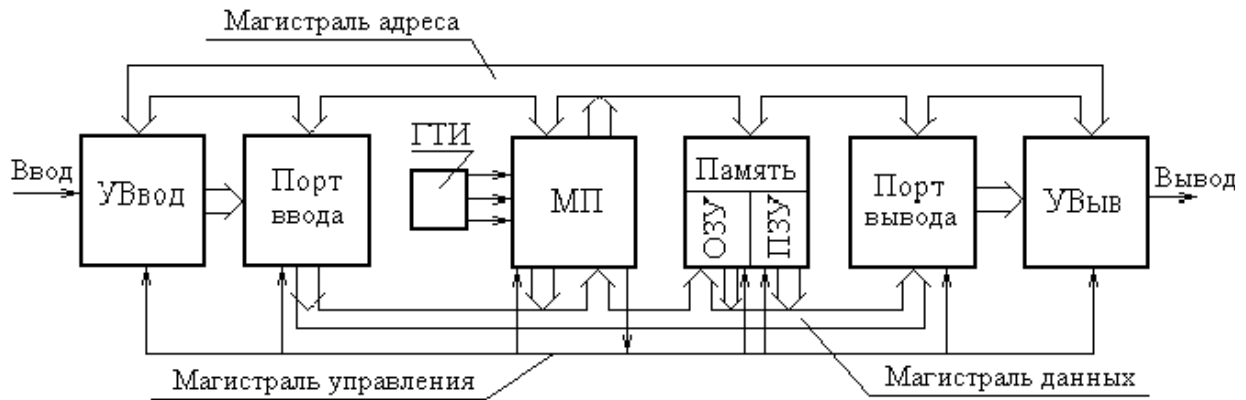 Магистраль адреса
ГТИ
Ввод
УВвод
Порт
ввода
МП
Память
ОЗУ
ПЗУ
Порт
вывода
УВыв
Вывод
Магистраль управления
Магистраль данных